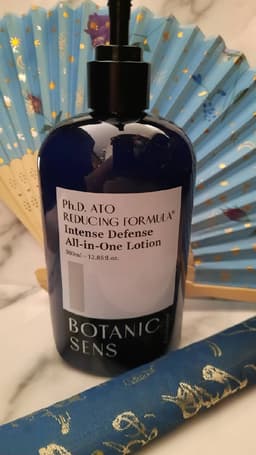 Ph.D. ATO
REDUCING FORMULA
Intense Defense
All-in-One Lotion
BOTANIC
SENS